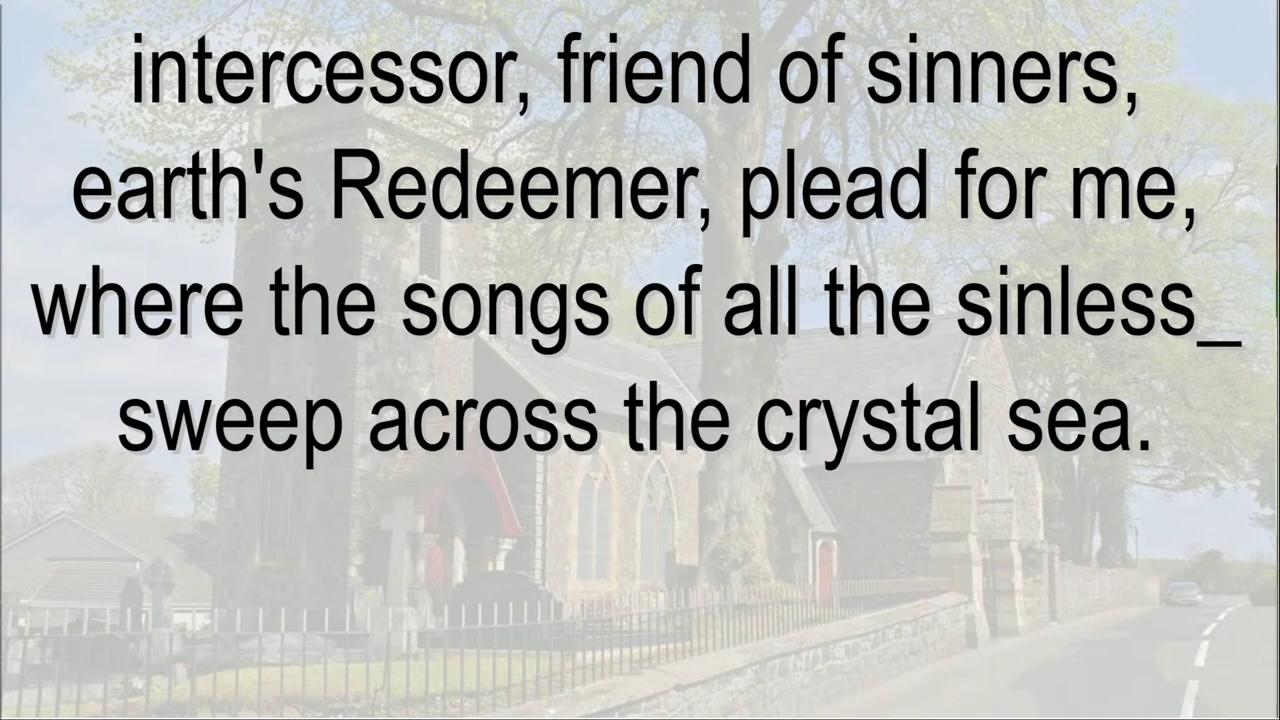 intercessor, friend of sinners,
earth's Redeemer, plead for me,
where the songs of all the sinless_
sweep across the crystal sea.